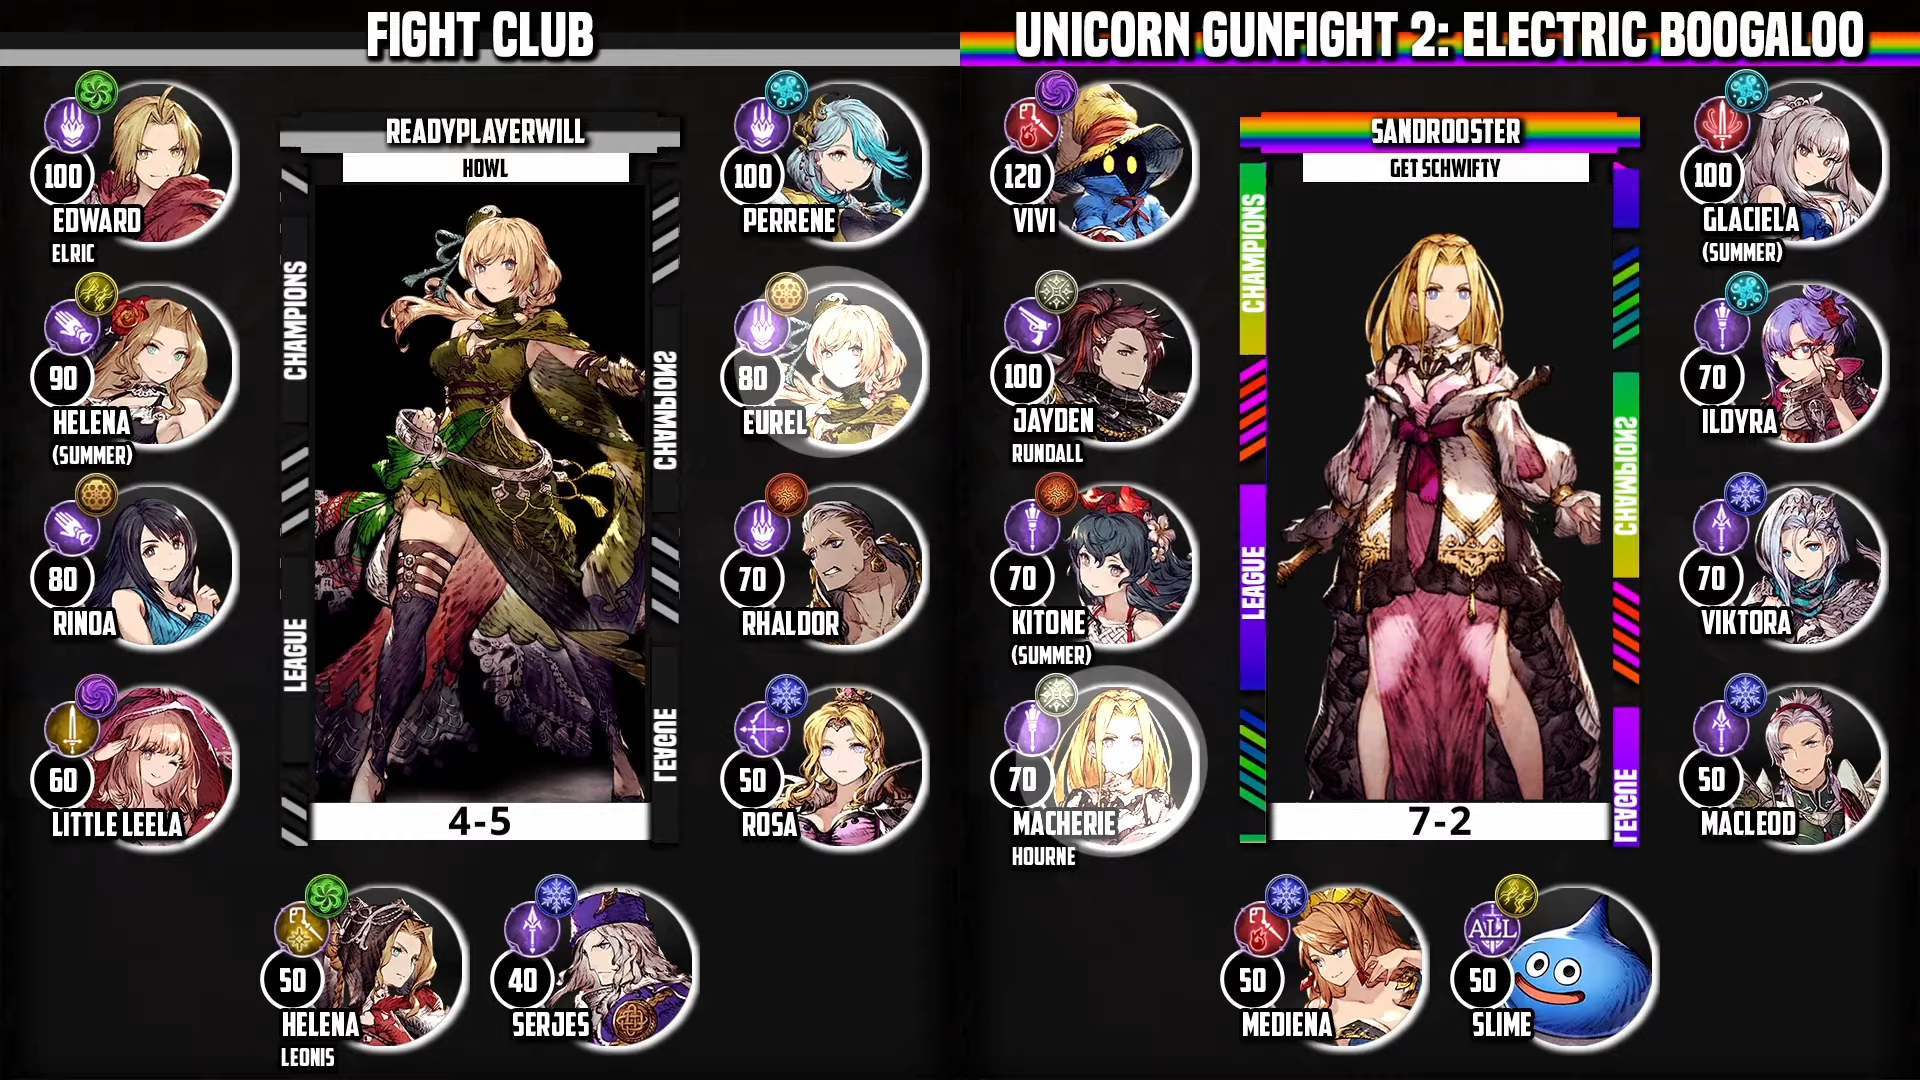 FIGHT CLUB
READYPLAYERWILL
HOWL
CHAMPIONS
LEAGUE
CHAMPIONS
LEAGUE
4-5
100
EDWARD
ELRIC
90
HELENA
(SUMMER)
80
RINOA
60
LITTLE LEELA
100
PERRENE
80
EUREL
70
RHALDOR
50
ROSA
50
HELENA
LEONIS
40
SERJES
UNICORN GUNFIGHT 2: ELECTRIC BOOGALOO
SANDROOSTER
GET SCHWIFTY
CHAMPIONS
LEAGUE
CHAMPIONS
LEAGUE
7-2
120
VIVI
100
JAYDEN
RUNDALL
70
KITONE
(SUMMER)
70
MACHERIE
HOURNE
100
GLACIELA
(SUMMER)
70
ILDYRA
70
VIKTORA
50
MACLEOD
50
MEDIENA
ALL
50
SLIME